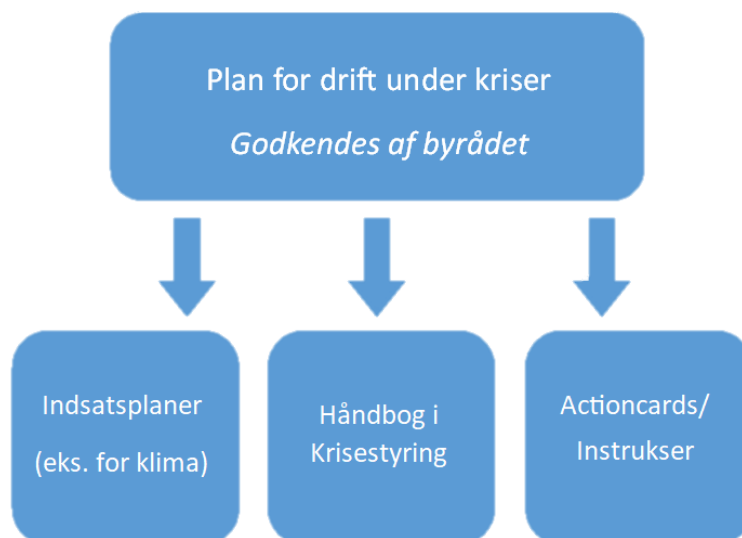 Plan for drift under kriser
Godkendes af byrådet
Indsatsplaner
(eks. for klima)
Håndbog i
Krisestyring
Actioncards/
Instrukser